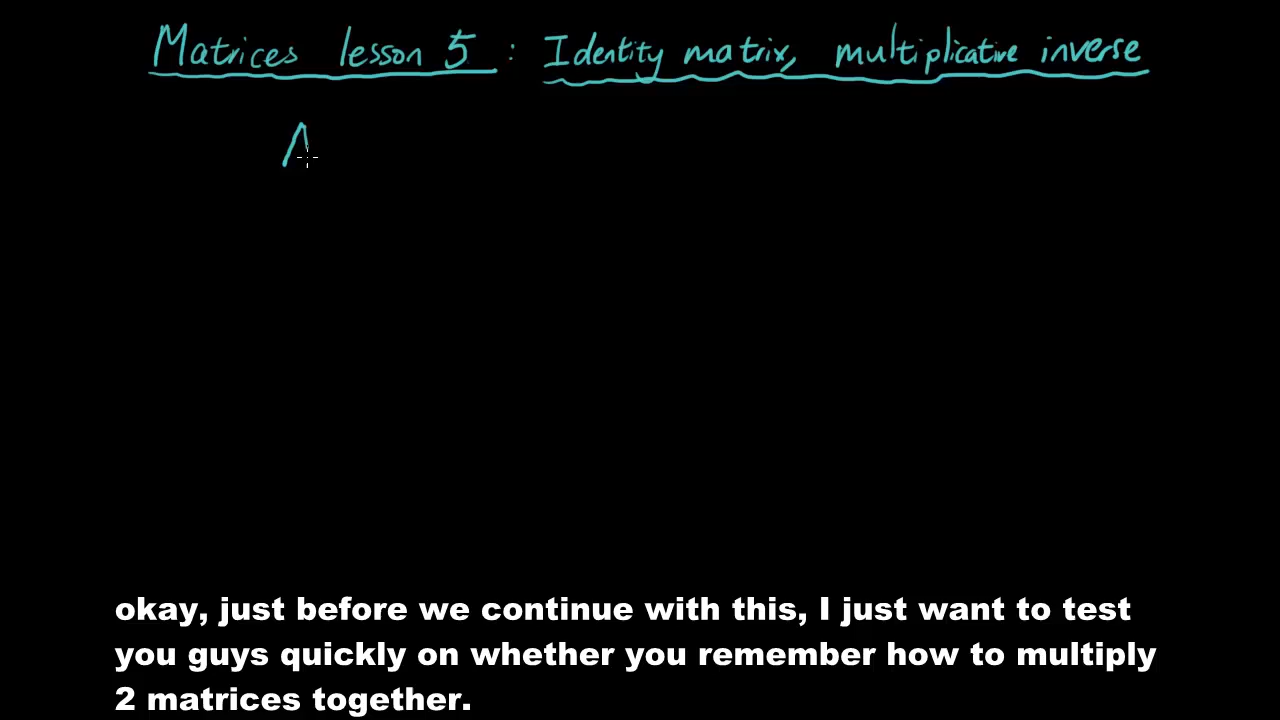 Matrices lesson 5 : Identity matrix, multiplicative inverse
okay, just before we continue with this, I just want to test
you guys quickly on whether you remember how to multiply
2 matrices together.